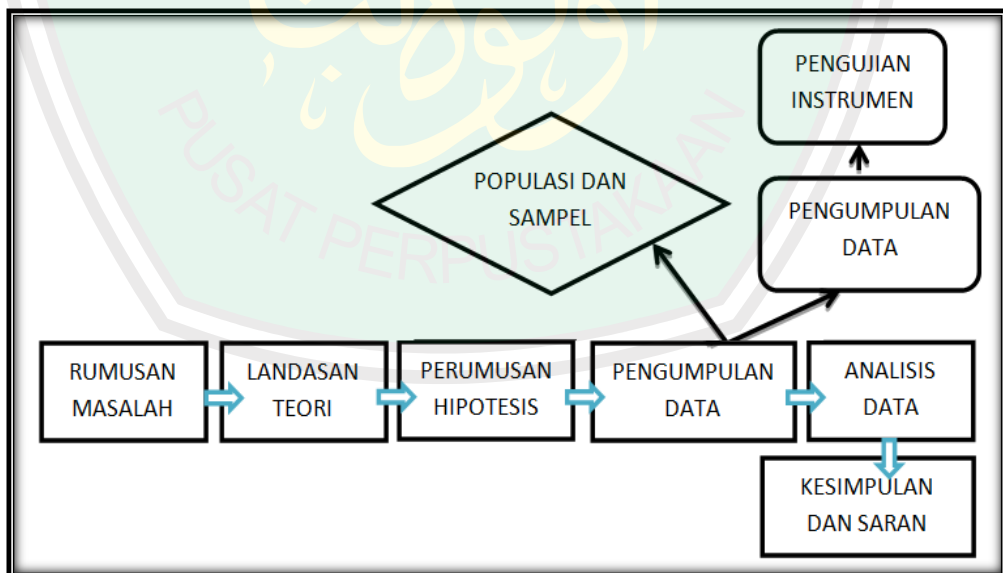 PENGUJIAN
INSTRUMEN
POPULASI DAN
SAMPEL
PENGUMPULAN
DATA
PUSAT PERPUSTAKAAN
RUMUSAN
MASALAH
LANDASAN
TEORI
PERUMUSAN
HIPOTESIS
PENGUMPULAN
DATA
ANALISIS
DATA
KESIMPULAN
DAN SARAN